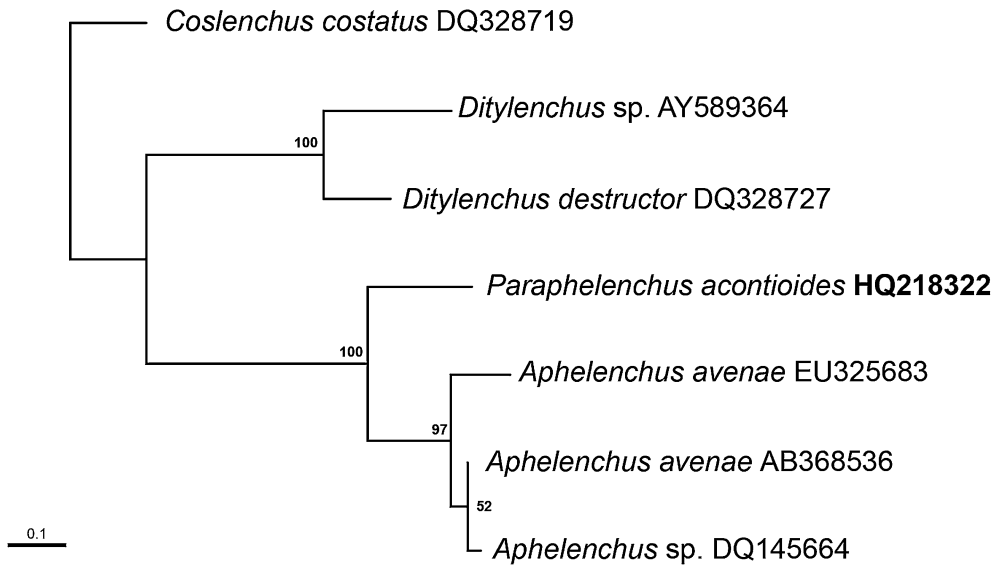 Coslenchus costatus DQ328719
Ditylenchus sp. AY589364
100
Ditylenchus destructor DQ328727
Paraphelenchus acontioides HQ218322
100
Aphelenchus avenae EU325683
97
Aphelenchus avenae AB368536
52
0.1
Aphelenchus sp. DQ145664